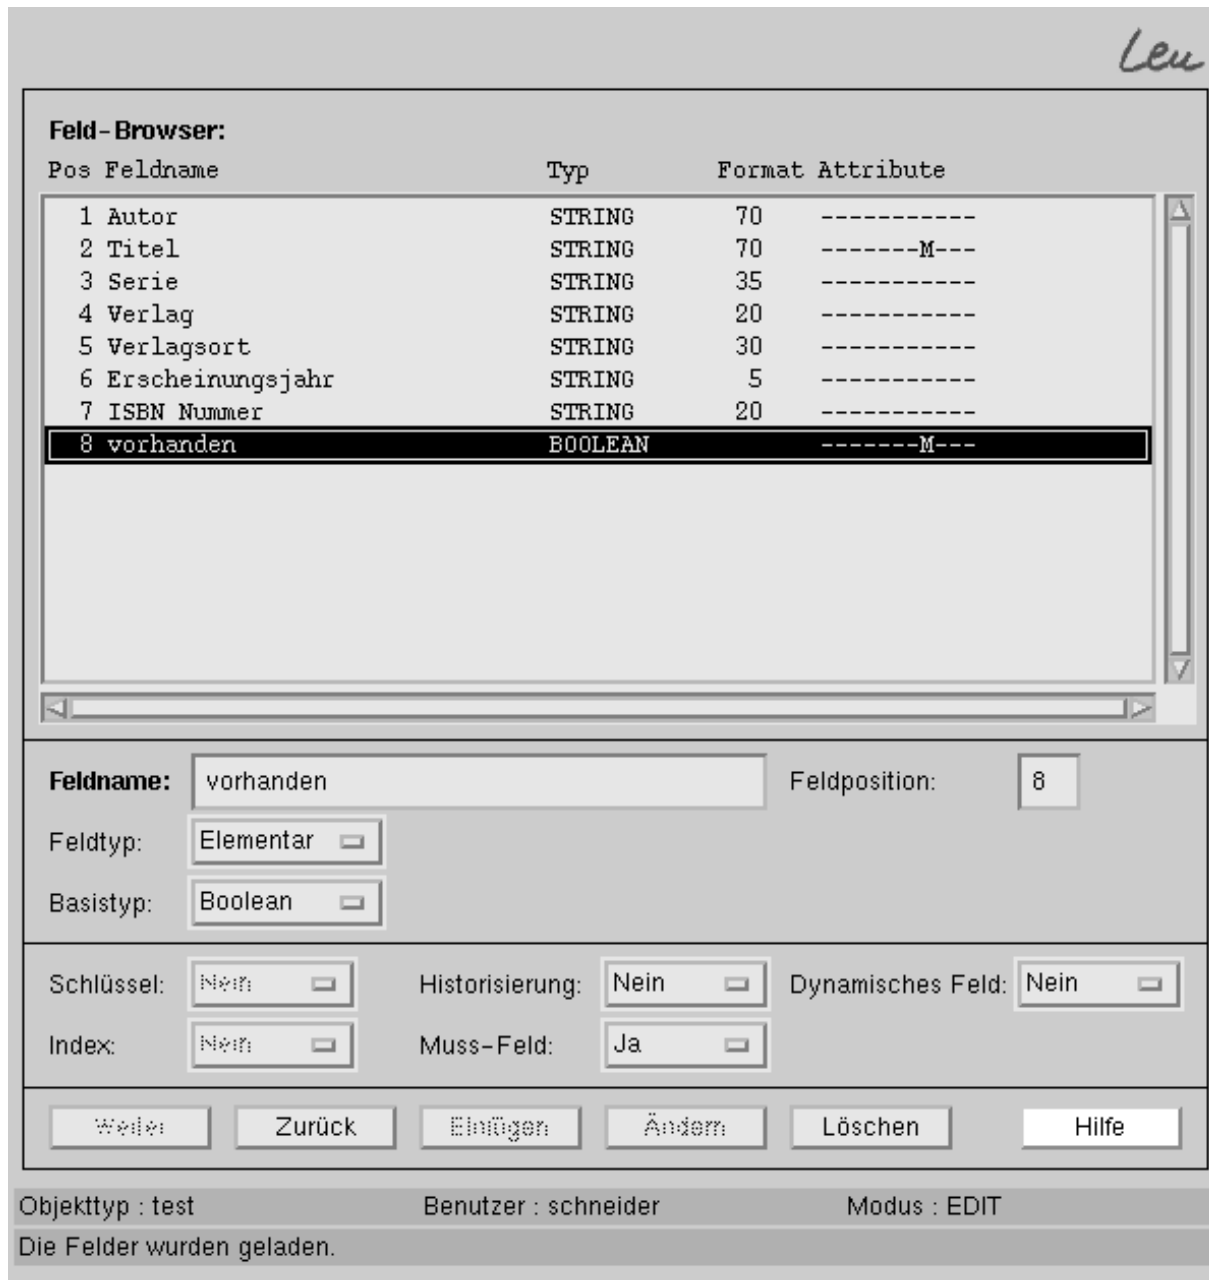 Leu
Feld-Browser:
Pos Feldname Typ Format Attribute
1 Autor STRING 70 -----------
2 Titel STRING 70 -------M---
3 Serie STRING 35 -----------
4 Verlag STRING 20 -----------
5 Verlagsort STRING 30 -----------
6 Erscheinungsjahr STRING 5 -----------
7 ISBN Nummer STRING 20 -----------
8 vorhanden BOOLEAN -------M---
Feldname: vorhanden Feldposition: 8
Feldtyp: Elementar
Basistyp: Boolean
Schlüssel: Nein Historisierung: Nein Dynamisches Feld: Nein
Index: Nein Muss-Feld: Ja
Weiter Zurück Einfügen Ändern Löschen Hilfe
Objekttyp : test Benutzer : schneider Modus : EDIT
Die Felder wurden geladen.